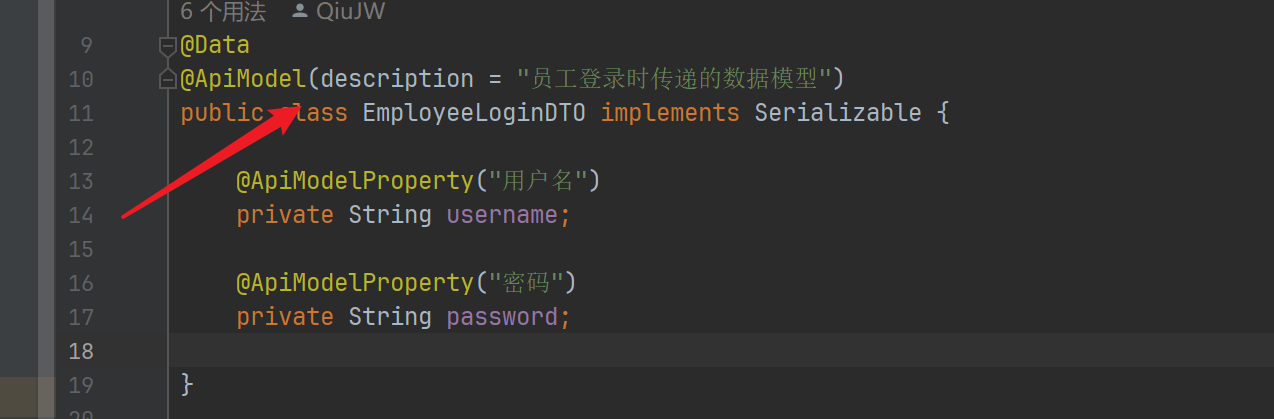 6 个用法 QiuJW
9 @Data
10 @ApiModel(description = "员工登录时传递的数据模型")
11 public class EmployeeLoginDTO implements Serializable {
12
13 @ApiModelProperty("用户名")
14 private String username;
15
16 @ApiModelProperty("密码")
17 private String password;
18
19 }
20